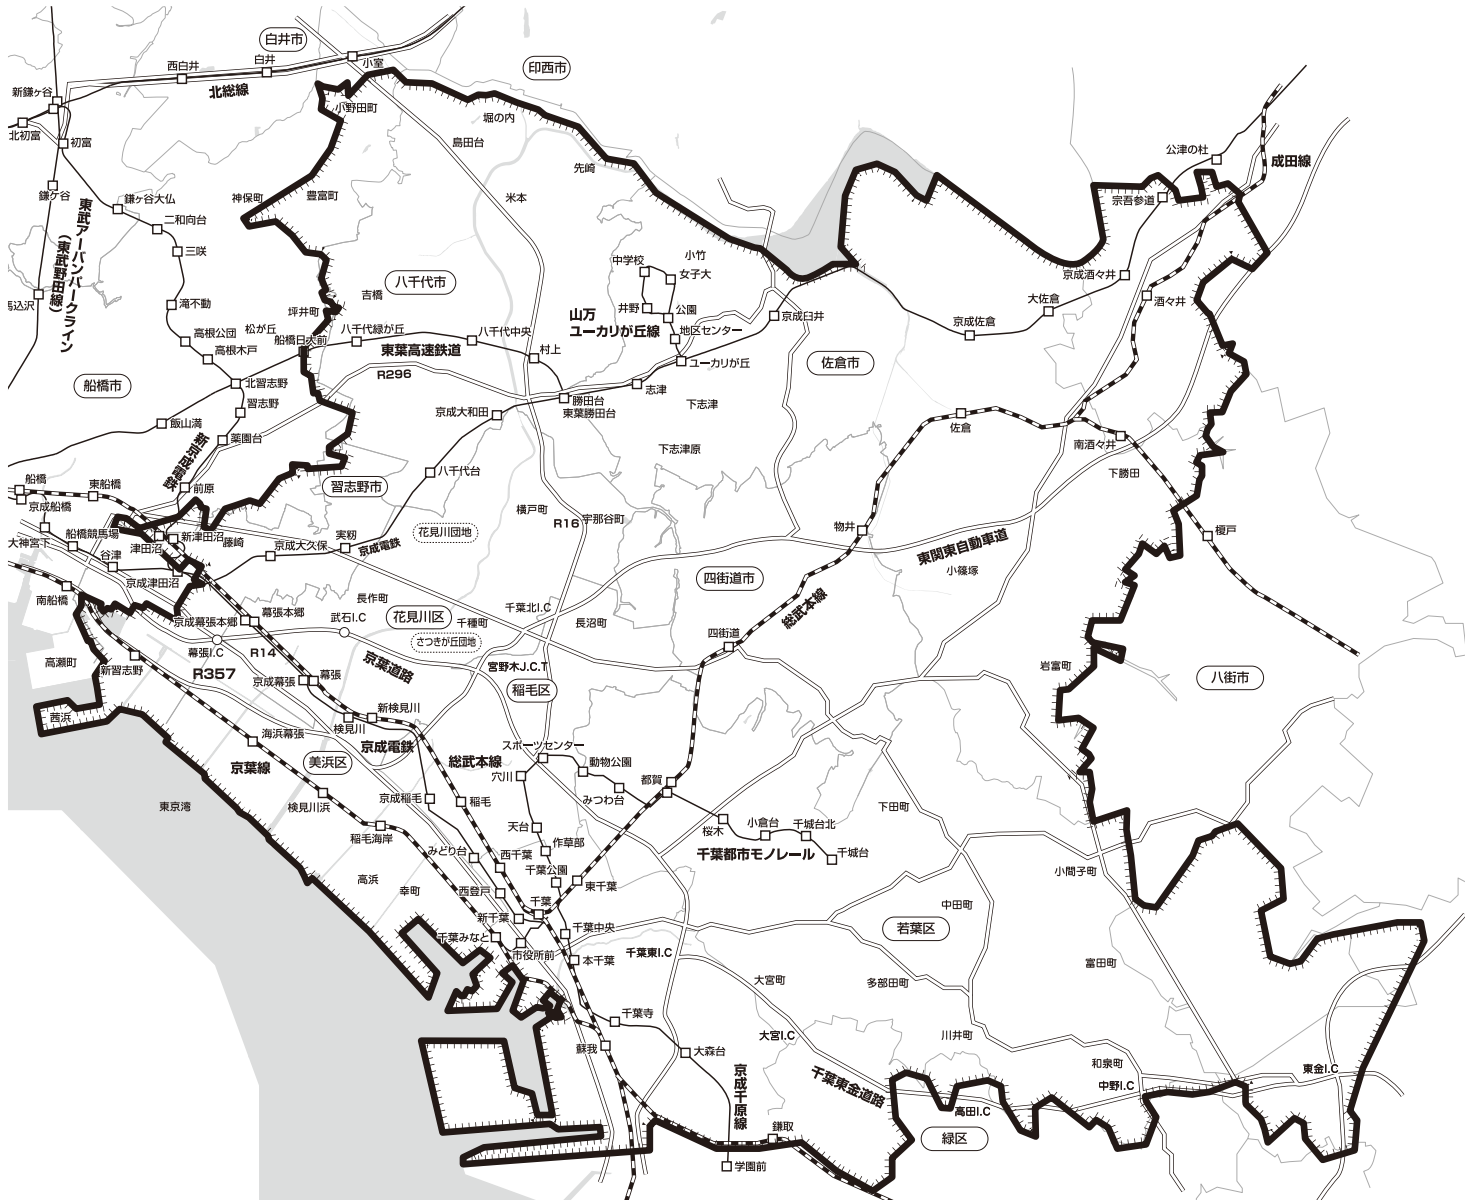 白井市
白井
西白井
小室
印西市
新鎌ヶ谷
北総線
小野田町
堀の内
北初富
初富
島田台
公津の杜
成田線
先崎
鎌ヶ谷
鎌ヶ谷大仏
神保町
豊富町
米本
宗吾参道
東武アーバンパークライン
(東武野田線)
二和向台
三咲
万
小竹
中学校
女子大
八千代市
京成酒々井
馬込沢
滝不動
吉橋
坪井町
井野
公園
大佐倉
酒々井
山万
ユーカリが丘線
京成臼井
京成佐倉
高根公団
松が丘
八千代緑が丘
八千代中央
地区センター
船橋日大前
高根木戸
東葉高速鉄道
村上
ユーカリが丘
佐倉市
R296
船橋市
北習志野
志津
習志野
京成大和田
勝田台
東葉勝田台
下志津
飯山満
薬園台
佐倉
下志津原
南酒々井
新京成電鉄
八千代台
下勝田
船橋
東船橋
前原
習志野市
京成船橋
横戸町
R16
宇那谷町
物井
榎戸
大神宮下
船橋競馬場
津田沼
新津田沼
藤崎
実籾
花見川団地
京成大久保
京成電鉄
東関東自動車道
谷津
京成津田沼
小篠塚
四街道市
南船橋
長作町
千葉北I.C
総武本線
京成幕張本郷
幕張本郷
武石I.C
花見川区
千種町
長沼町
さつきが丘団地
四街道
幕張I.C
R14
高瀬町
新習志野
R357
京葉道路
宮野木J.C.T
岩富町
京成幕張
幕張
稲毛区
八街市
茜浜
新検見川
検見川
海浜幕張
京成電鉄
スポーツセンター
京葉線
美浜区
総武本線
穴川
動物公園
都賀
みつわ台
東京湾
検見川浜
京成稲毛
稲毛
下田町
稲毛海岸
天台
桜木
小倉台
千城台北
作草部
千葉都市モノレール
千城台
みどり台
西千葉
千葉公園
小間子町
高浜
幸町
西登戸
東千葉
千葉
中田町
新千葉
若葉区
千葉みなと
千葉中央
市役所前
本千葉
千葉東I.C
富田町
大宮町
多部田町
千葉寺
大宮I.C
川井町
蘇我
大森台
和泉町
千葉東金道路
東金I.C
京成千原線
中野I.C
高田I.C
鎌取
緑区
学園前